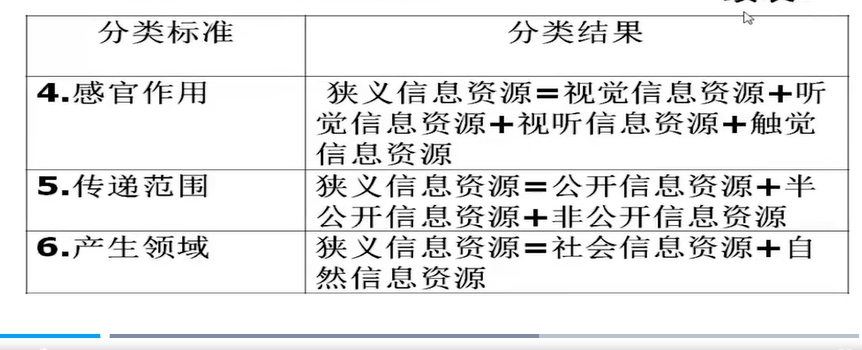 分类标准
分类结果
4.感官作用
狭义信息资源=视觉信息资源+听
觉信息资源+视听信息资源+触觉
信息资源
5.传递范围
狭义信息资源=公开信息资源+半
公开信息资源+非公开信息资源
6.产生领域
狭义信息资源=社会信息资源+自
然信息资源